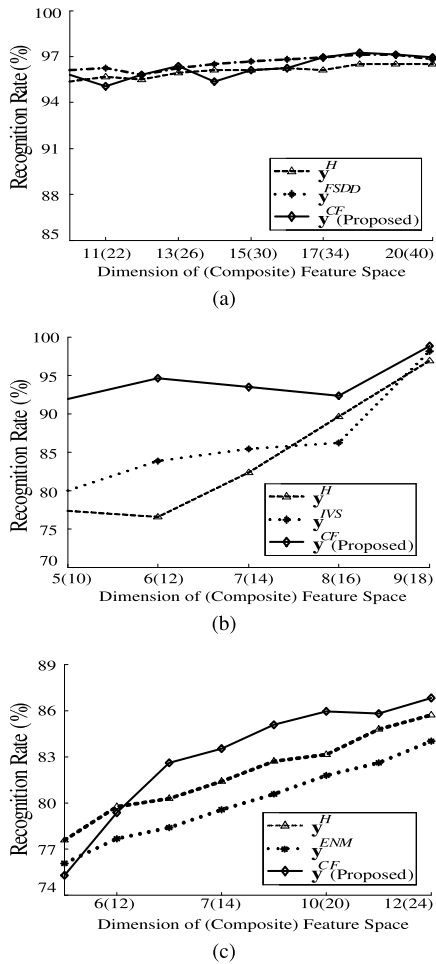 100
97
94
91
88
85
Recognition Rate (%)
y^H
y^FSDD
y^CF (Proposed)
11(22) 13(26) 15(30) 17(34) 20(40)
Dimension of (Composite) Feature Space
(a)
100
95
90
85
80
75
70
Recognition Rate (%)
y^H
y^IVS
y^CF (Proposed)
5(10) 6(12) 7(14) 8(16) 9(18)
Dimension of (Composite) Feature Space
(b)
89
86
83
80
77
74
Recognition Rate (%)
y^H
y^ENM
y^CF (Proposed)
6(12) 7(14) 10(20) 12(24)
Dimension of (Composite) Feature Space
(c)